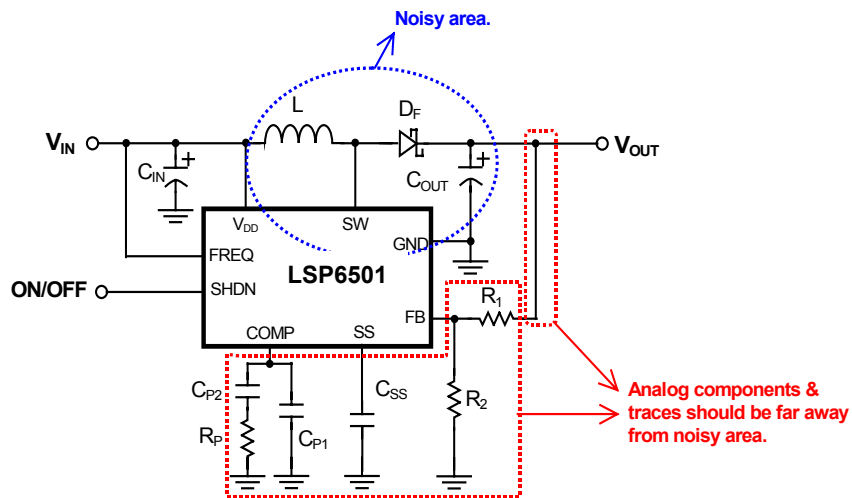 Noisy area.
L
DF
VIN
VOUT
CIN
COUT
VDD
SW
GND
FREQ
LSP6501
ON/OFF
SHDN
R1
FB
COMP
SS
CP2
CSS
R2
Analog components &
traces should be far away
from noisy area.
RP
CP1
+
+